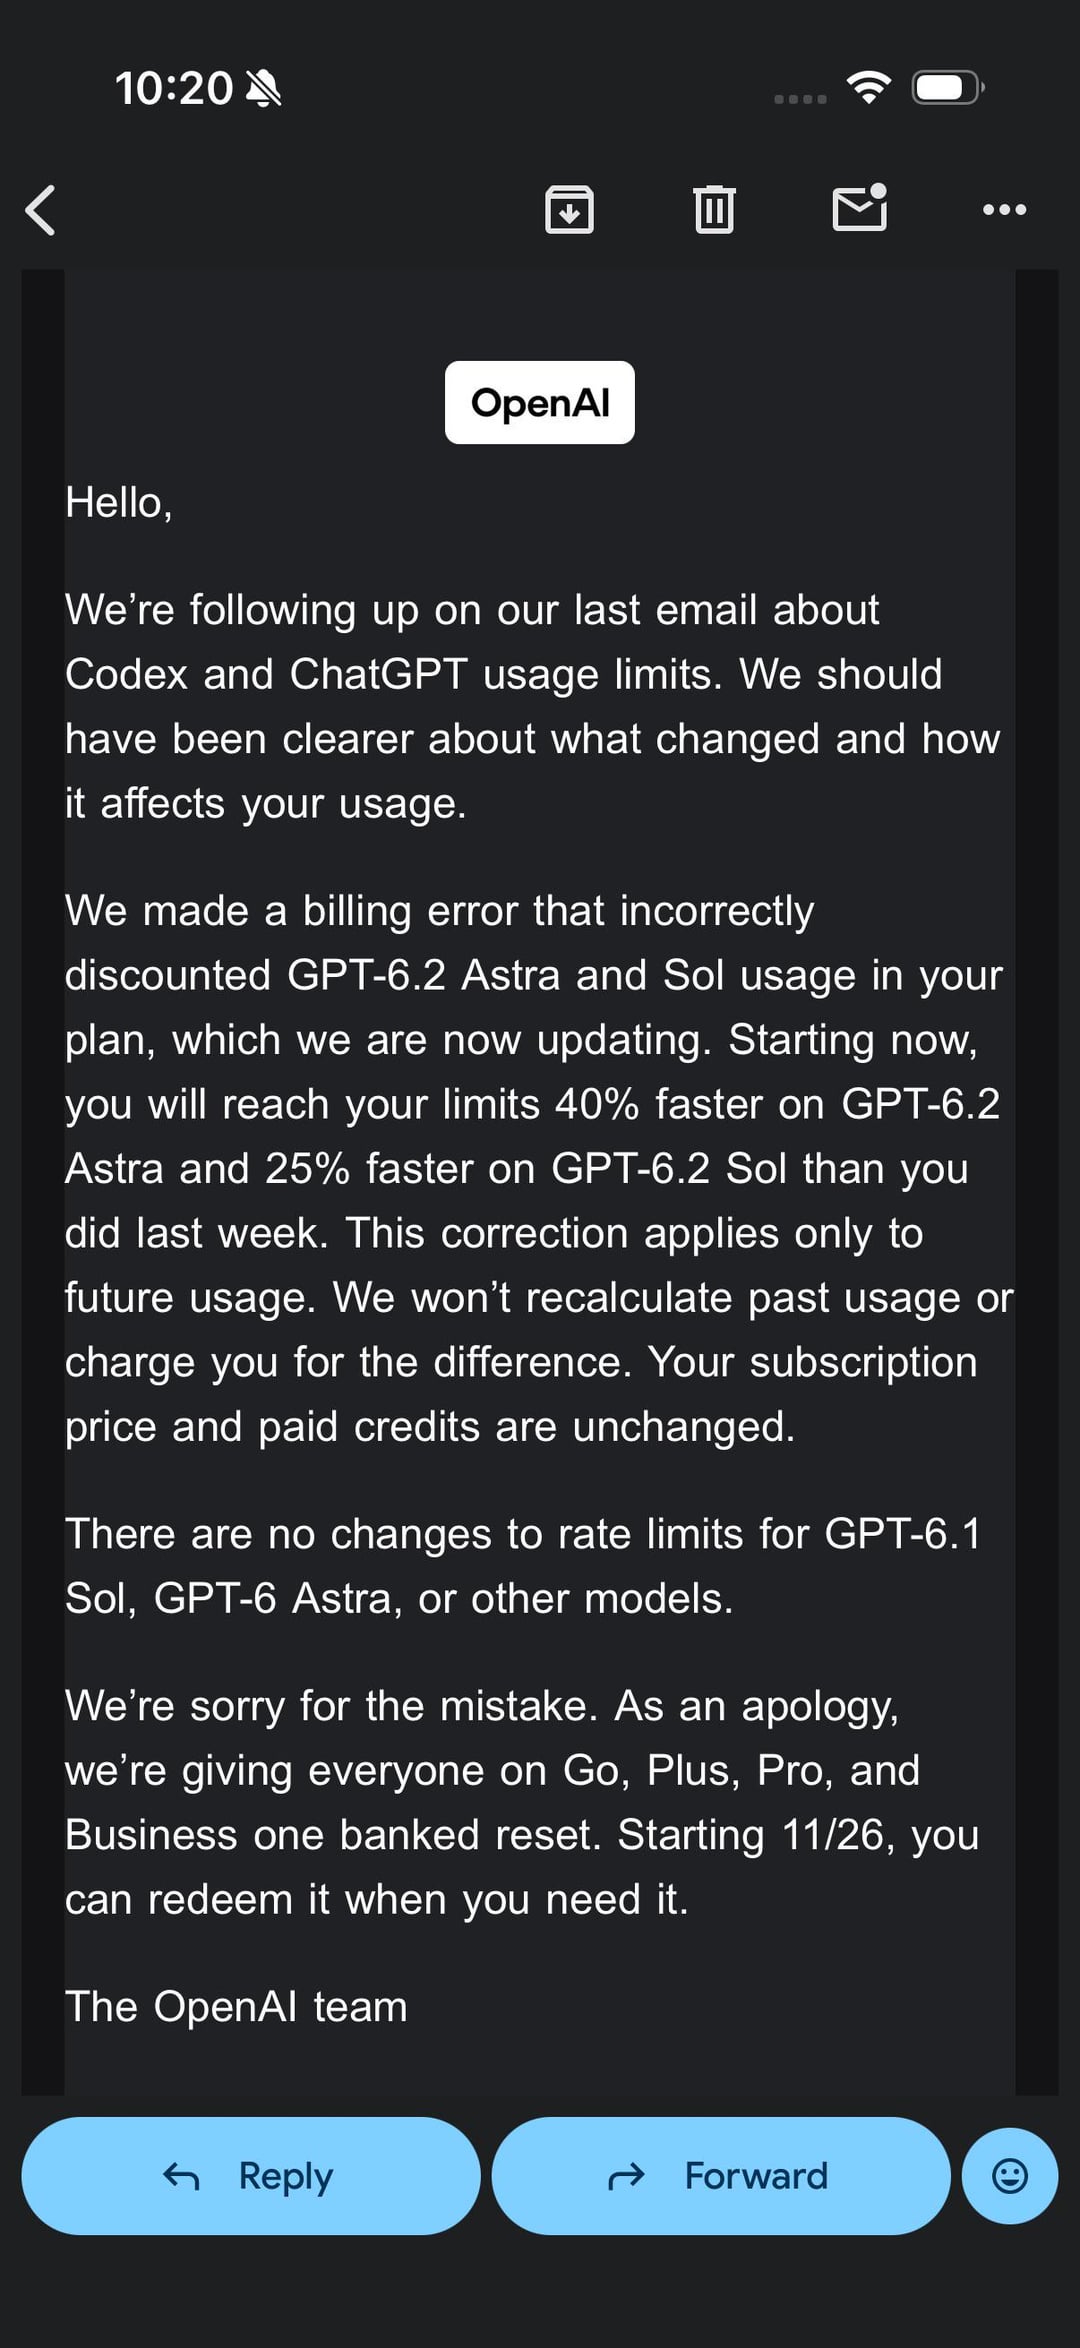 10:20
OpenAI
Hello,
We’re following up on our last email about
Codex and ChatGPT usage limits. We should
have been clearer about what changed and how
it affects your usage.
We made a billing error that incorrectly
discounted GPT-6.2 Astra and Sol usage in your
plan, which we are now updating. Starting now,
you will reach your limits 40% faster on GPT-6.2
Astra and 25% faster on GPT-6.2 Sol than you
did last week. This correction applies only to
future usage. We won’t recalculate past usage or
charge you for the difference. Your subscription
price and paid credits are unchanged.
There are no changes to rate limits for GPT-6.1
Sol, GPT-6 Astra, or other models.
We’re sorry for the mistake. As an apology,
we’re giving everyone on Go, Plus, Pro, and
Business one banked reset. Starting 11/26, you
can redeem it when you need it.
The OpenAI team
Reply
Forward